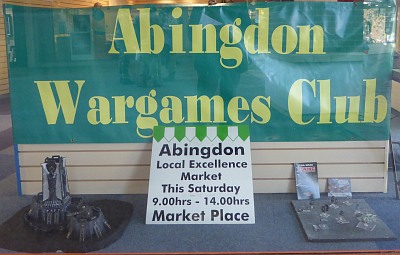 Abingdon
Wargames Club
Abingdon
Local Excellence
Market
This Saturday
9.00hrs - 14.00hrs
Market Place